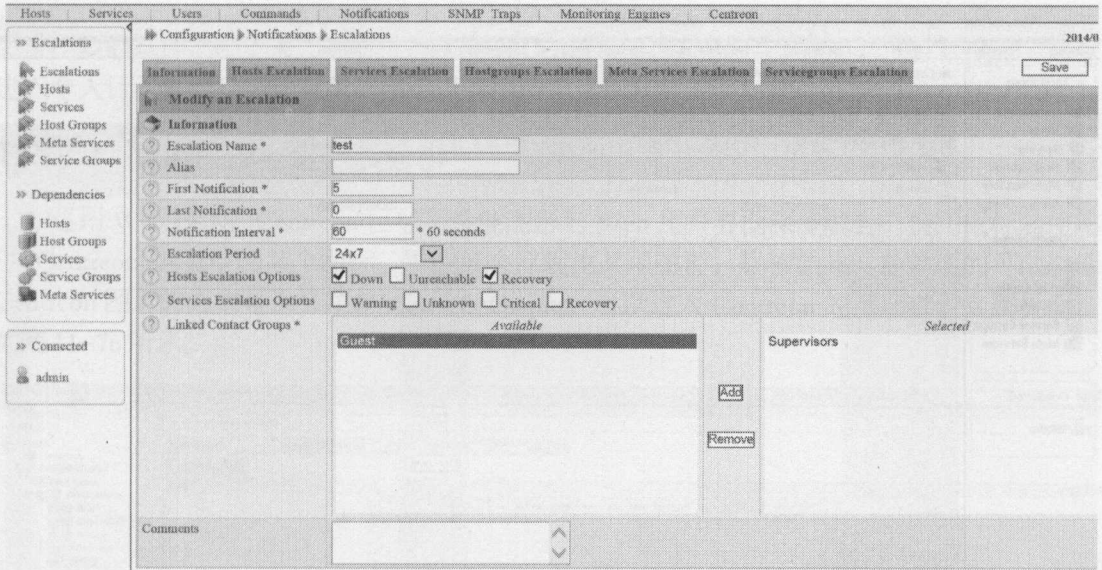 Hosts Services Users Commands Notifications SNMP Traps Monitoring Engines Centreon
Escalations
Escalations
Hosts
Services
Host Groups
Meta Services
Service Groups
Dependencies
Hosts
Host Groups
Services
Service Groups
Meta Services
Connected
admin
Configuration Notifications Escalations
2014/0
Information Hosts Escalation Services Escalation Hostgroups Escalation Meta Services Escalation Servicegroups Escalation
Save
Modify an Escalation
Information
Escalation Name * test
Alias
First Notification * 5
Last Notification * 0
Notification Interval * 60 * 60 seconds
Escalation Period 24x7
Hosts Escalation Options Down Unreachable Recovery
Services Escalation Options Warning Unknown Critical Recovery
Linked Contact Groups * Available Selected
Guest Supervisors
Add
Remove
Comments